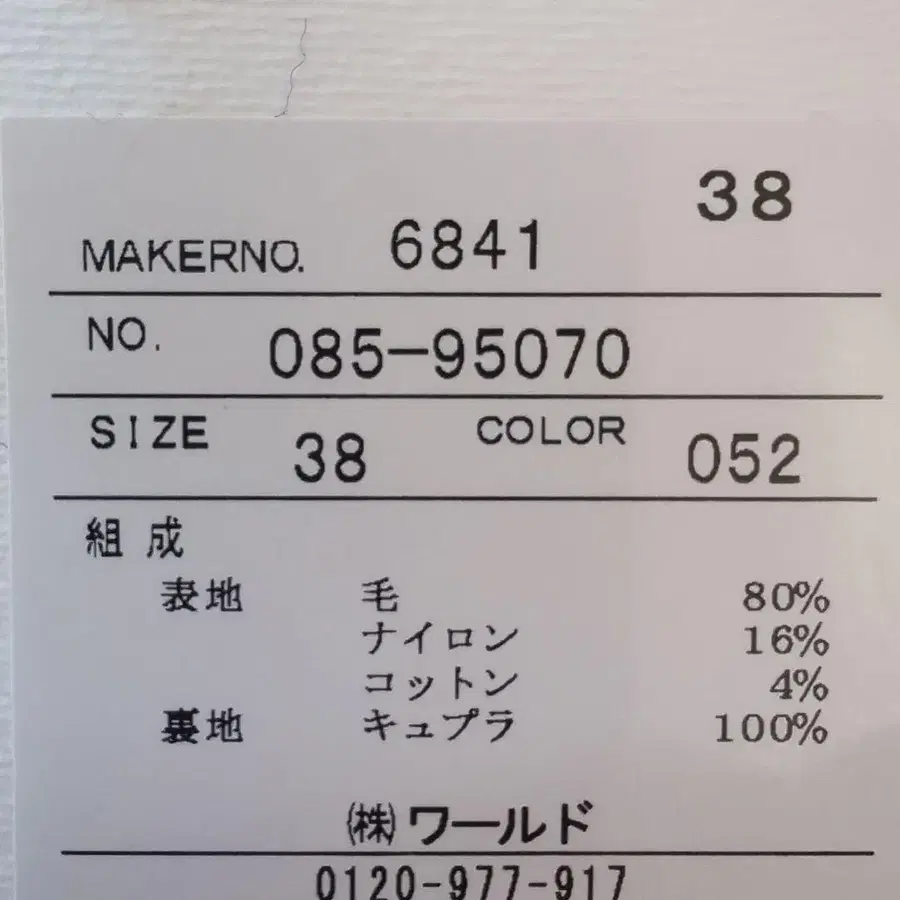 38
MAKERNO. 6841
NO. 085-95070
SIZE 38 COLOR 052
組成
表地 毛 80%
ナイロン 16%
コットン 4%
裏地 キュプラ 100%
㈱ワールド
0120-977-917